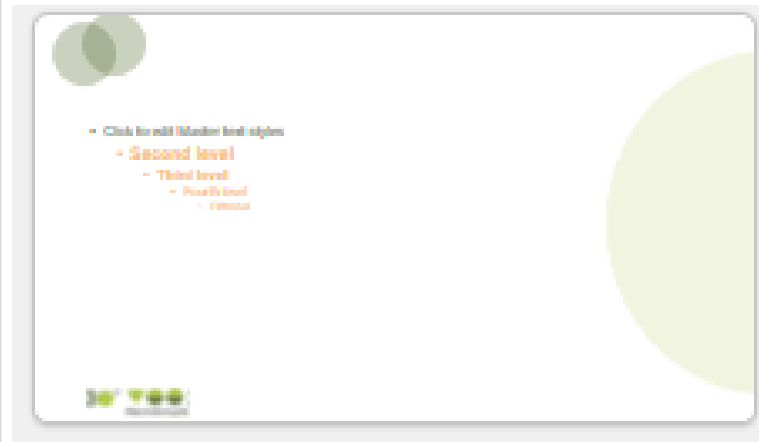 • Click to edit Master text styles
• Second level
• Third level
• Fourth level